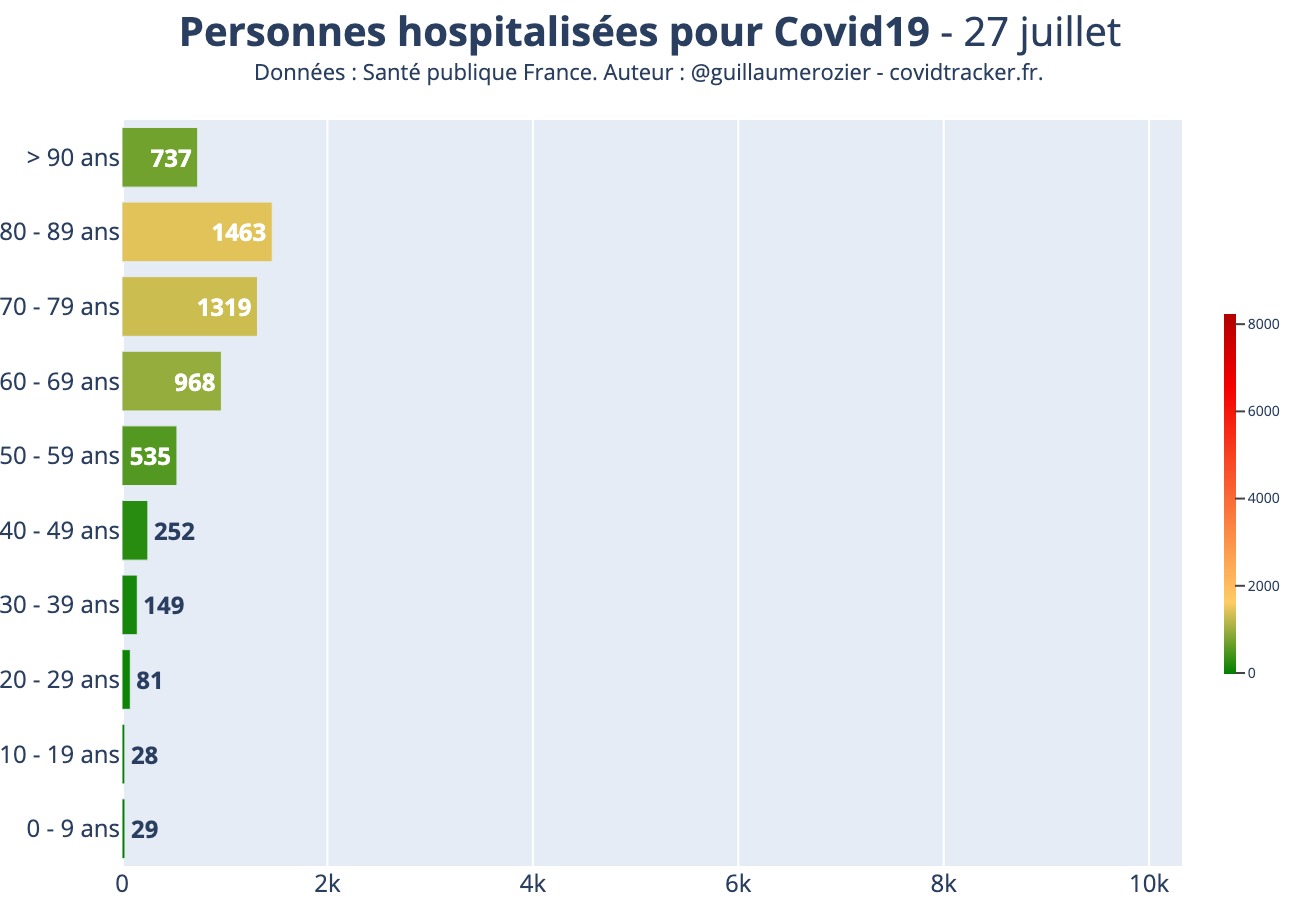 Personnes hospitalisées pour Covid19 - 27 juillet
Données : Santé publique France. Auteur : @guillaumerozier - covidtracker.fr.
> 90 ans 737
80 - 89 ans 1463
70 - 79 ans 1319
60 - 69 ans 968
50 - 59 ans 535
40 - 49 ans 252
30 - 39 ans 149
20 - 29 ans 81
10 - 19 ans 28
0 - 9 ans 29
0 2k 4k 6k 8k 10k
8000
6000
4000
2000
0